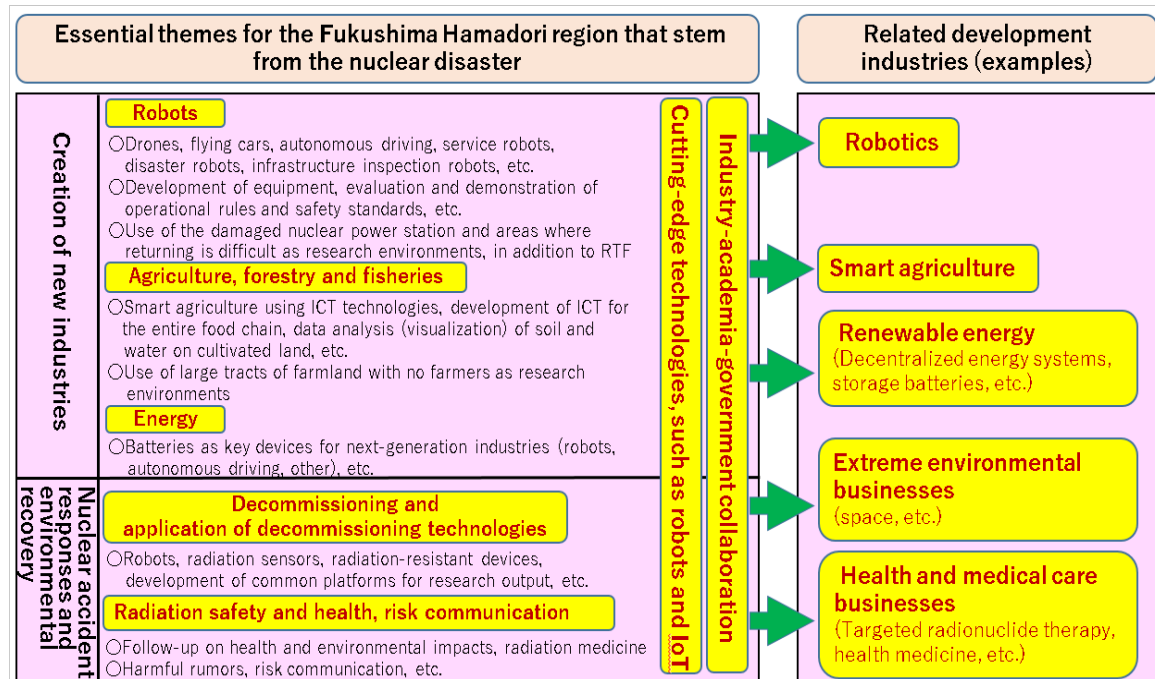 Essential themes for the Fukushima Hamadori region that stem
from the nuclear disaster
Related development
industries (examples)
Creation of new industries
Robots
○Drones, flying cars, autonomous driving, service robots,
disaster robots, infrastructure inspection robots, etc.
○Development of equipment, evaluation and demonstration of
operational rules and safety standards, etc.
○Use of the damaged nuclear power station and areas where
returning is difficult as research environments, in addition to RTF
Agriculture, forestry and fisheries
○Smart agriculture using ICT technologies, development of ICT for
the entire food chain, data analysis (visualization) of soil and
water on cultivated land, etc.
○Use of large tracts of farmland with no farmers as research
environments
Energy
○Batteries as key devices for next-generation industries (robots,
autonomous driving, other), etc.
Nuclear accident
responses and
environmental
recovery
Decommissioning and
application of decommissioning technologies
○Robots, radiation sensors, radiation-resistant devices,
development of common platforms for research output, etc.
Radiation safety and health, risk communication
○Follow-up on health and environmental impacts, radiation medicine
○Harmful rumors, risk communication, etc.
Cutting-edge technologies, such as robots and IoT
Industry-academia-government collaboration
Robotics
Smart agriculture
Renewable energy
(Decentralized energy systems,
storage batteries, etc.)
Extreme environmental
businesses
(space, etc.)
Health and medical care
businesses
(Targeted radionuclide therapy,
health medicine, etc.)